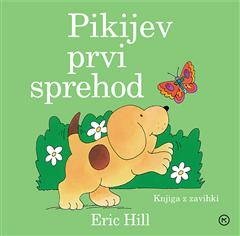 Pikijev
prvi
sprehod
Knjiga z zavihki
Eric Hill